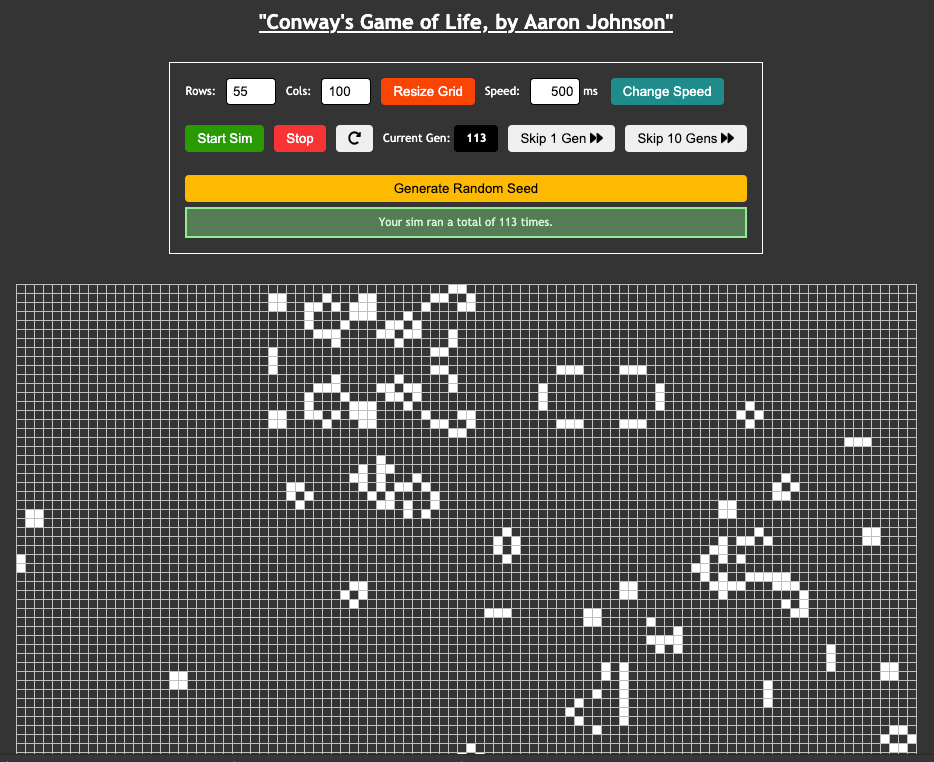 "Conway's Game of Life, by Aaron Johnson"
Rows: 55 Cols: 100 Resize Grid Speed: 500 ms Change Speed
Start Sim Stop Current Gen: 113 Skip 1 Gen Skip 10 Gens
Generate Random Seed
Your sim ran a total of 113 times.